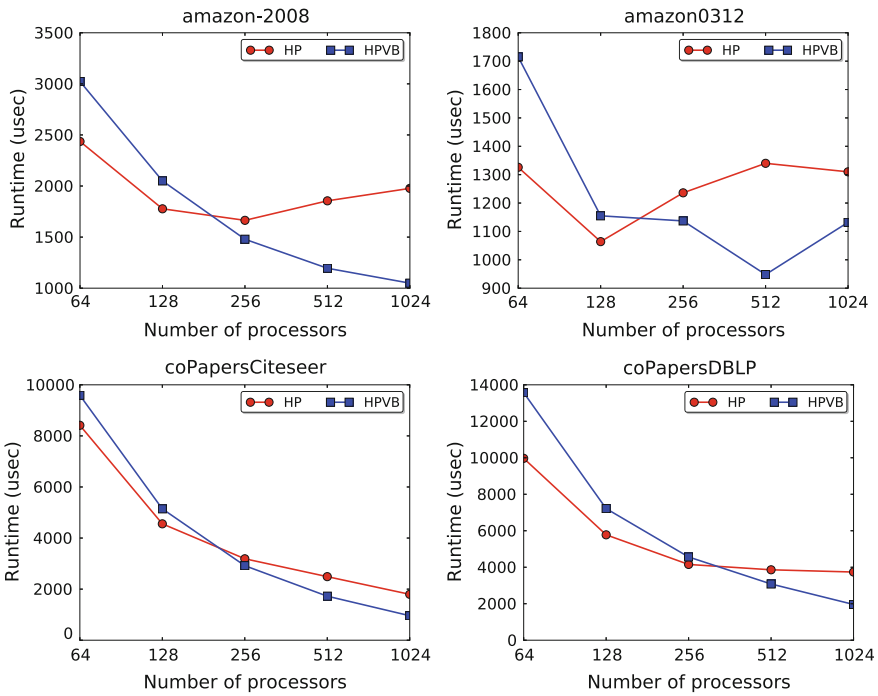 amazon-2008
HP HPVB
3500
3000
2500
2000
1500
1000
Runtime (usec)
64 128 256 512 1024
Number of processors
amazon0312
HP HPVB
1800
1700
1600
1500
1400
1300
1200
1100
1000
900
Runtime (usec)
64 128 256 512 1024
Number of processors
coPapersCiteseer
HP HPVB
10000
8000
6000
4000
2000
0
Runtime (usec)
64 128 256 512 1024
Number of processors
coPapersDBLP
HP HPVB
14000
12000
10000
8000
6000
4000
2000
0
Runtime (usec)
64 128 256 512 1024
Number of processors